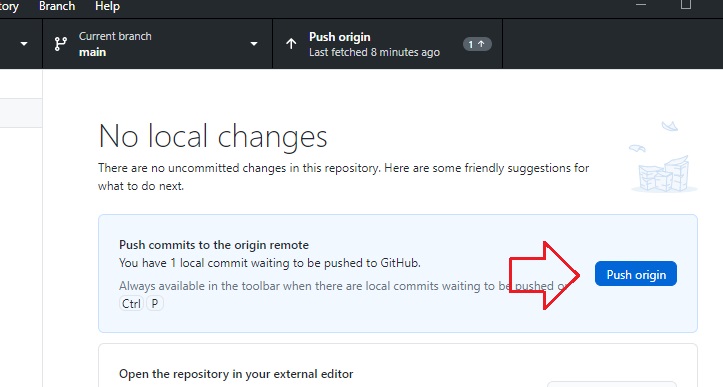 Branch Help
Current branch
main
Push origin
Last fetched 8 minutes ago
1
No local changes
There are no uncommitted changes in this repository. Here are some friendly suggestions for
what to do next.
Push commits to the origin remote
You have 1 local commit waiting to be pushed to GitHub.
Always available in the toolbar when there are local commits waiting to be pushed
Ctrl P
Push origin
Open the repository in your external editor